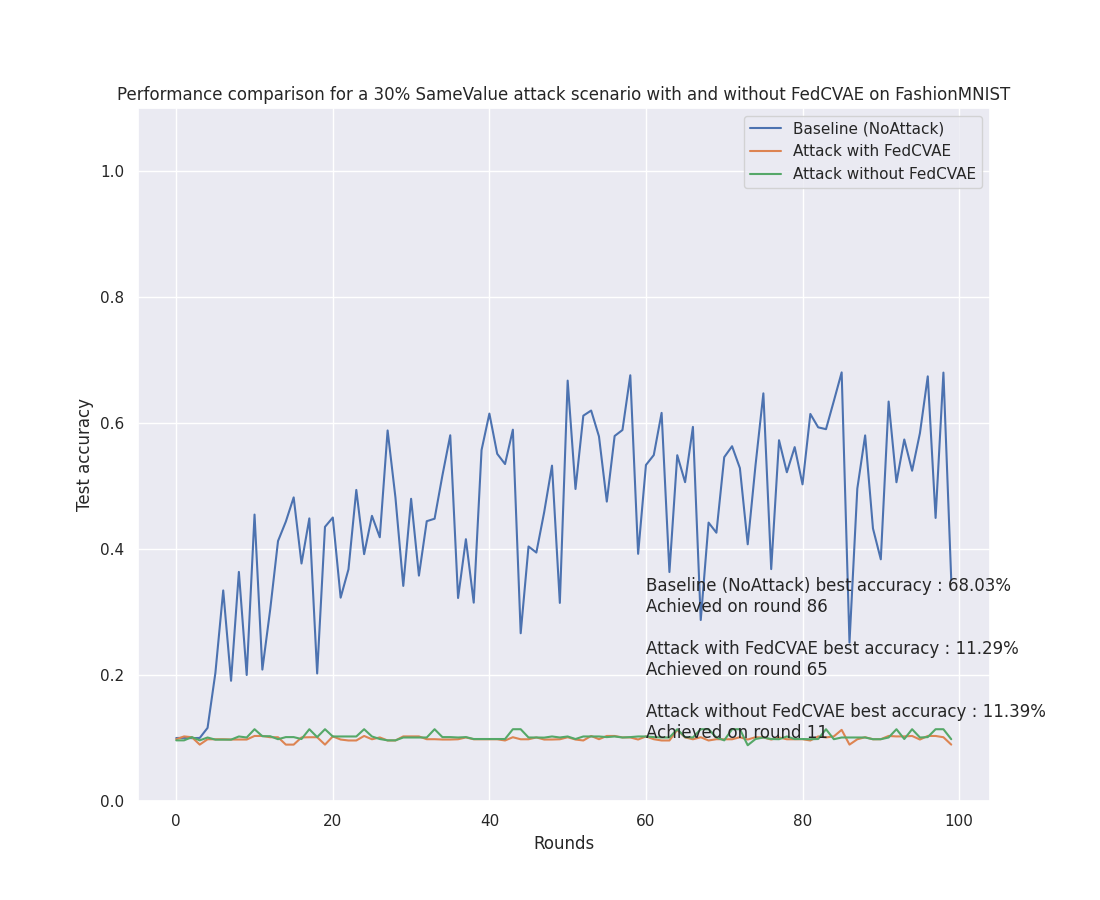 Performance comparison for a 30% SameValue attack scenario with and without FedCVAE on FashionMNIST
Baseline (NoAttack)
Attack with FedCVAE
Attack without FedCVAE
1.0
0.8
0.6
0.4
0.2
0.0
Test accuracy
Baseline (NoAttack) best accuracy : 68.03%
Achieved on round 86
Attack with FedCVAE best accuracy : 11.29%
Achieved on round 65
Attack without FedCVAE best accuracy : 11.39%
Achieved on round 11
0 20 40 60 80 100
Rounds